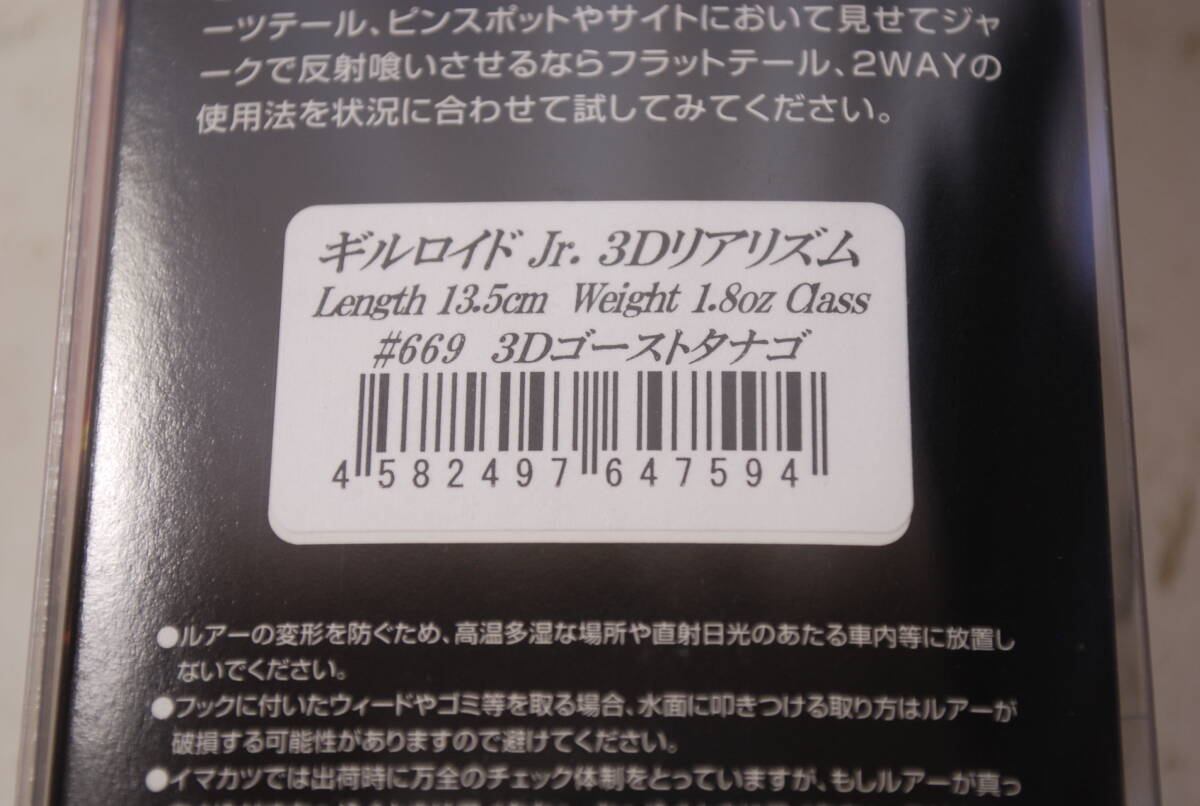 ーツテール、ピンスポットやサイトにおいて見せてジャ
ークで反射喰いさせるならフラットテール、2WAYの
使用法を状況に合わせて試してみてください。
ギルロイド Jr. 3Dリアリズム
Length 13.5cm Weight 1.8oz Class
#669 3Dゴーストタナゴ
4 582497 647594
●ルアーの変形を防ぐため、高温多湿な場所や直射日光のあたる車内等に放置し
ないでください。
●フックに付いたウィードやゴミ等を取る場合、水面に叩きつける取り方はルアーが
破損する可能性がありますので避けてください。
●イマカツでは出荷時に万全のチェック体制をとっていますが、もしルアーが真っ